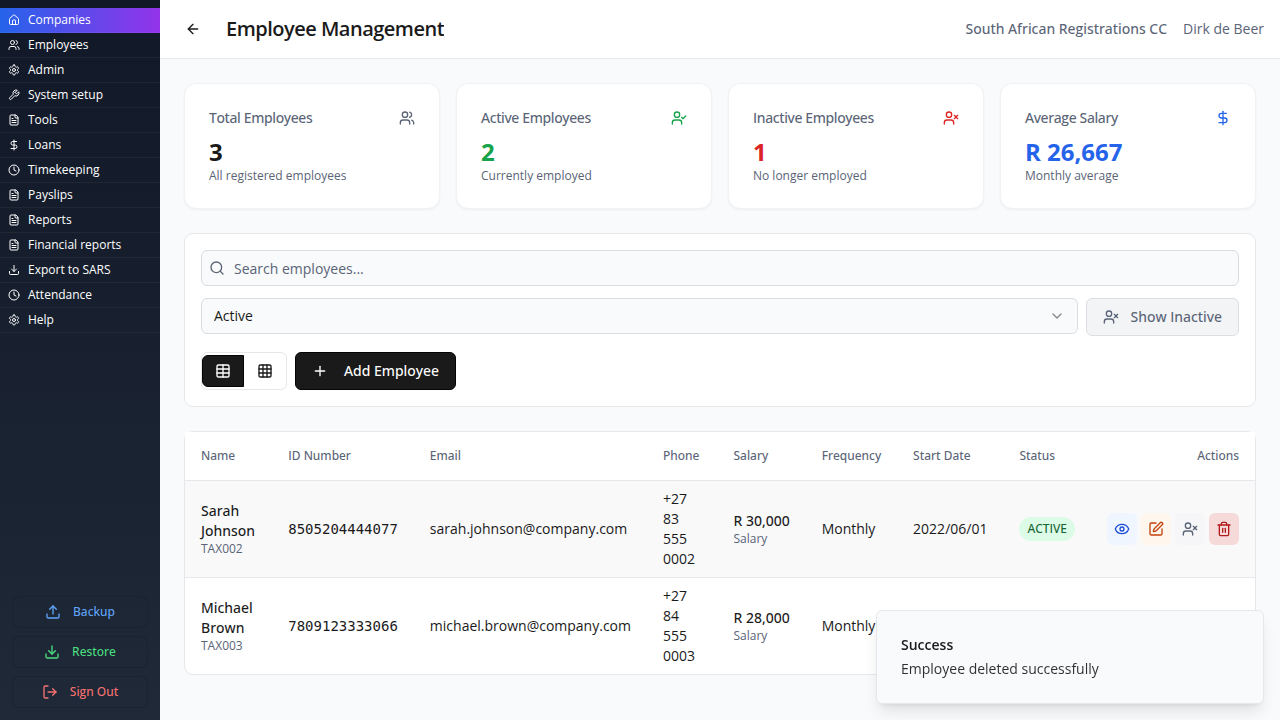 Companies
Employees
Admin
System setup
Tools
Loans
Timekeeping
Payslips
Reports
Financial reports
Export to SARS
Attendance
Help
Backup
Restore
Sign Out
Employee Management
South African Registrations CC
Dirk de Beer
Total Employees
3
All registered employees
Active Employees
2
Currently employed
Inactive Employees
1
No longer employed
Average Salary
R 26,667
Monthly average
Search employees...
Active
Show Inactive
Add Employee
Name ID Number Email Phone Salary Frequency Start Date Status Actions
Sarah
Johnson
TAX002
8505204444077
sarah.johnson@company.com
+27
83
555
0002
R 30,000
Salary
Monthly
2022/06/01
ACTIVE
Michael
Brown
TAX003
7809123333066
michael.brown@company.com
+27
84
555
0003
R 28,000
Salary
Monthly
Success
Employee deleted successfully